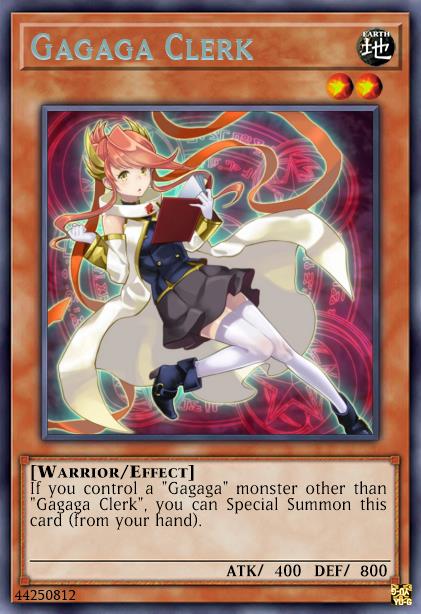 Gagaga Clerk
EARTH
地
[Warrior/Effect]
If you control a "Gagaga" monster other than
"Gagaga Clerk", you can Special Summon this
card (from your hand).
ATK/ 400 DEF/ 800
44250812